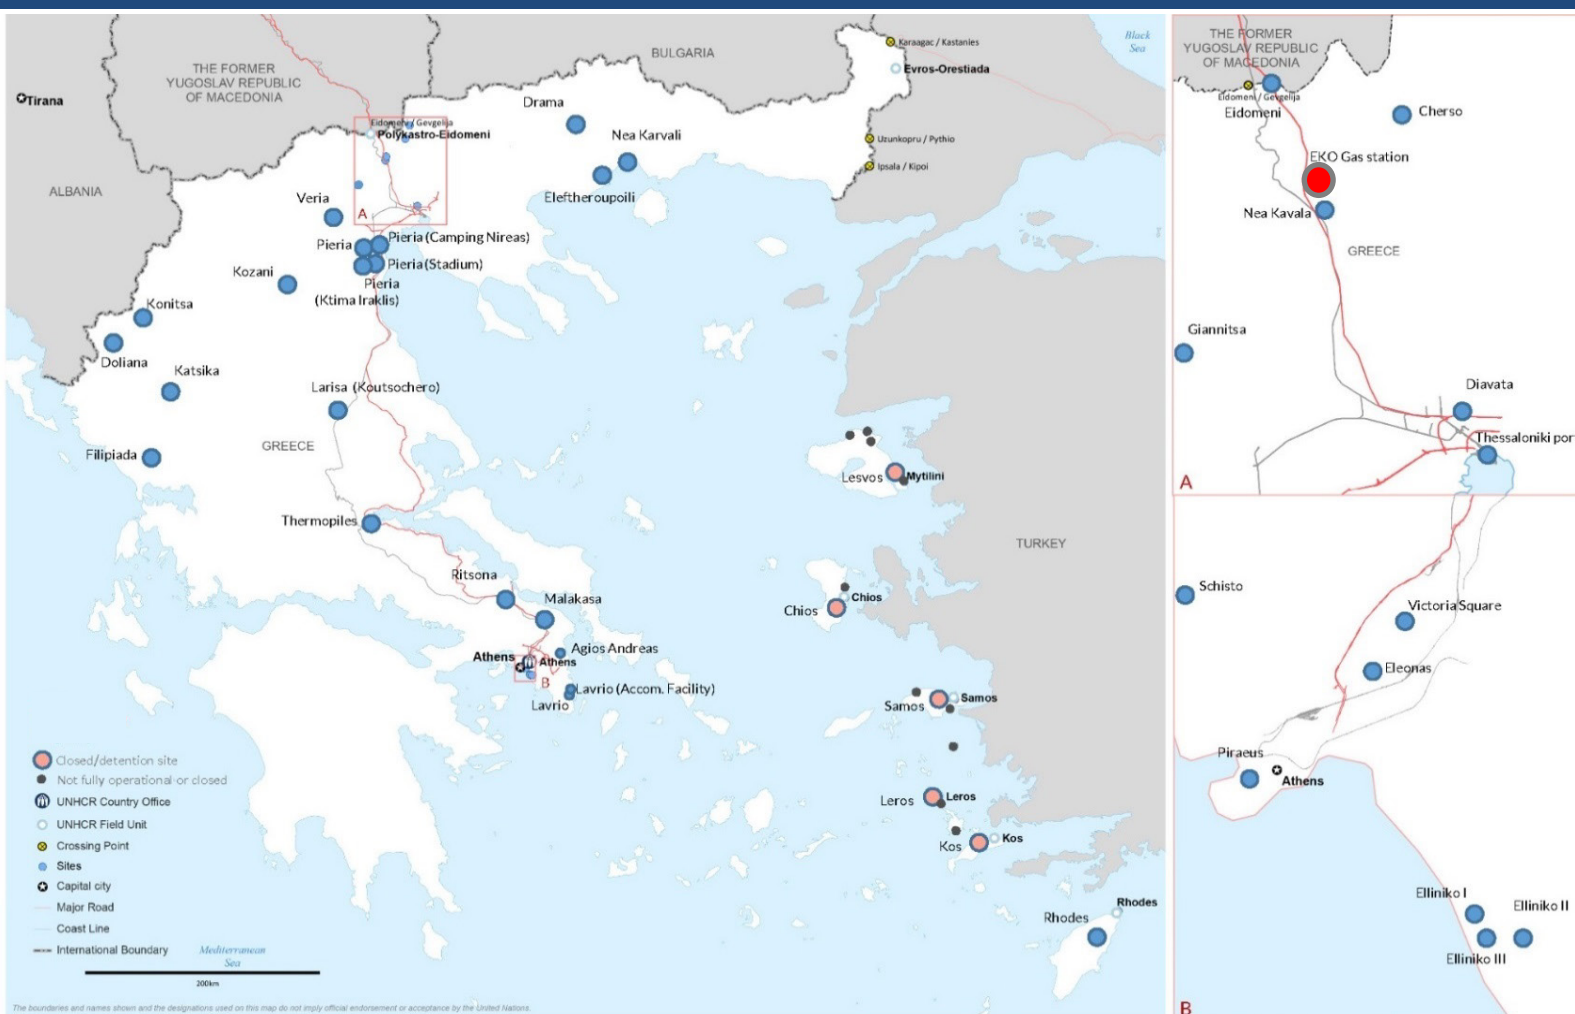 Black
Sea
BULGARIA
Karaagac / Kastanies
THE FORMER
YUGOSLAV REPUBLIC
OF MACEDONIA
Evros-Orestiada
Tirana
Drama
Eidomeni / Gevgelija
Polykastro-Eidomeni
Nea Karvali
Uzunkopru / Pythio
Ipsala / Kipoi
ALBANIA
Veria
Eleftheroupoili
A
Pieria (Camping Nireas)
Pieria
Pieria (Stadium)
Kozani
Pieria
(Ktima Iraklis)
Konitsa
Doliana
Katsika
Larisa (Koutsochero)
GREECE
Filipiada
Lesvos
Mytilini
Thermopiles
TURKEY
Ritsona
Malakasa
Chios
Chios
Agios Andreas
Athens
Athens
B
Lavrio (Accom. Facility)
Lavrio
Samos
Samos
Leros
Leros
Kos
Kos
Rhodes
Rhodes
Closed/detention site
Not fully operational or closed
UNHCR Country Office
UNHCR Field Unit
Crossing Point
Sites
Capital city
Major Road
Coast Line
International Boundary
Mediterranean
Sea
200km
The boundaries and names shown and the designations used on this map do not imply official endorsement or acceptance by the United Nations.
THE FORMER
YUGOSLAV REPUBLIC
OF MACEDONIA
Eidomeni / Gevgelija
Eidomeni
Cherso
EKO Gas station
Nea Kavala
GREECE
Giannitsa
Diavata
Thessaloniki por
A
Schisto
Victoria Square
Eleonas
Piraeus
Athens
Elliniko I
Elliniko II
Elliniko III
B